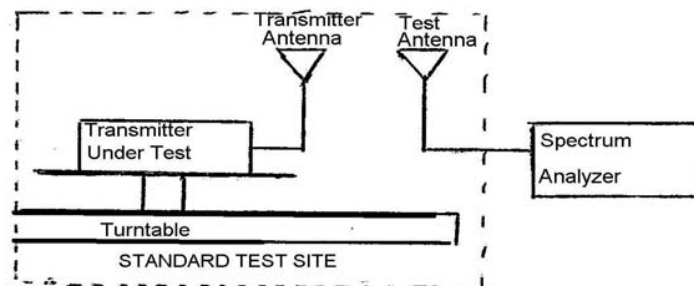 Transmitter
Antenna
Test
Antenna
Transmitter
Under Test
Spectrum
Analyzer
Turntable
STANDARD TEST SITE